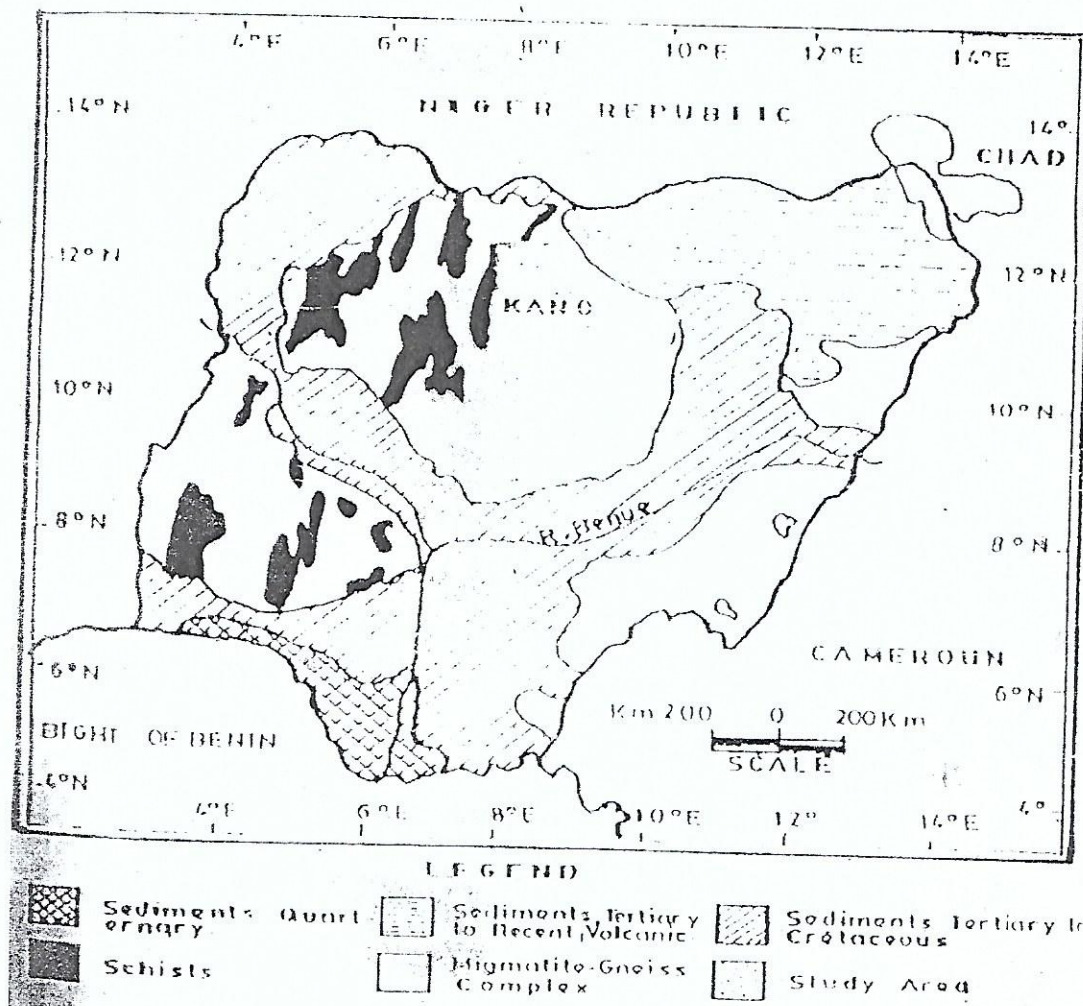 4°E 6°E 8°E 10°E 12°E 14°E
14°N NIGER REPUBLIC 14°
CHAD
12°N 12°N
KANO
10°N 10°N
8°N R. Benue 8°N
CAMEROUN
6°N 6°N
Km 200 0 200Km
BIGHT OF BENIN
SCALE
4°N 4°
4°E 6°E 8°E 10°E 12° 14°E
LEGEND
Sediments Quart
ernary
Sediments, Tertiary
to Recent, Volcanic
Sediments Tertiary to
Cretaceous
Schists
Migmatite-Gneiss
Complex
Study Area